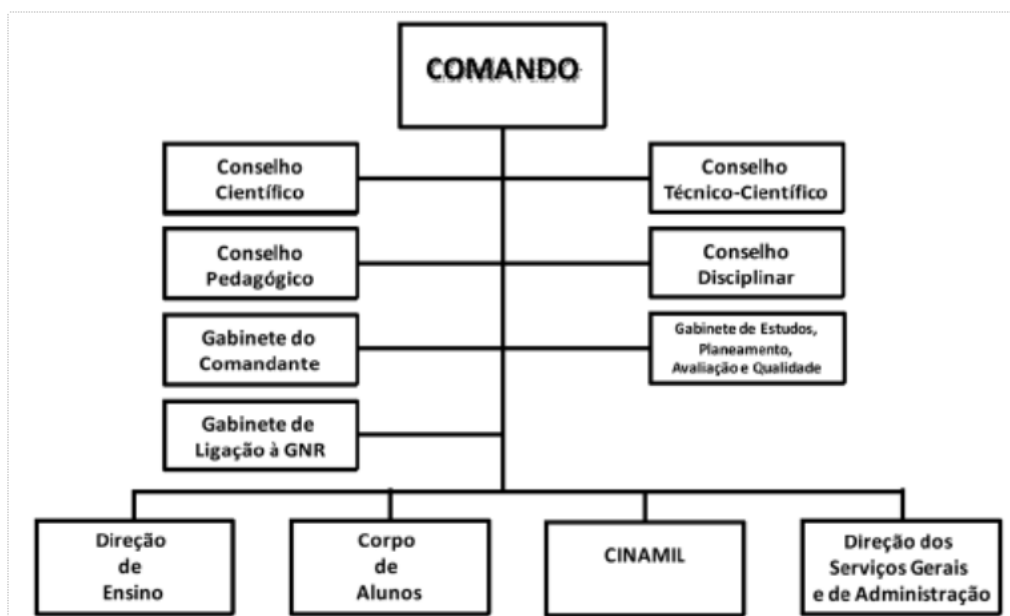 COMANDO
Conselho
Científico
Conselho
Técnico-Científico
Conselho
Pedagógico
Conselho
Disciplinar
Gabinete do
Comandante
Gabinete de Estudos,
Planeamento,
Avaliação e Qualidade
Gabinete de
Ligação à GNR
Direção
de
Ensino
Corpo
de
Alunos
CINAMIL
Direção dos
Serviços Gerais
e de Administração